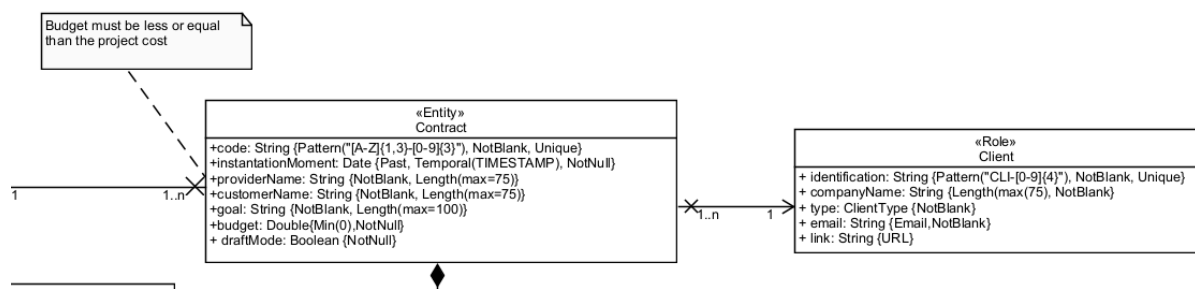 Budget must be less or equal
than the project cost
«Entity»
Contract
+code: String {Pattern("[A-Z]{1,3}-[0-9]{3}"), NotBlank, Unique}
+instantationMoment: Date {Past, Temporal(TIMESTAMP), NotNull}
+providerName: String {NotBlank, Length(max=75)}
+customerName: String {NotBlank, Length(max=75)}
+goal: String {NotBlank, Length(max=100)}
+budget: Double{Min(0),NotNull}
+ draftMode: Boolean {NotNull}
1
1..n
1..n
1
«Role»
Client
+ identification: String {Pattern("CLI-[0-9]{4}"), NotBlank, Unique}
+ companyName: String {Length(max(75), NotBlank}
+ type: ClientType {NotBlank}
+ email: String {Email,NotBlank}
+ link: String {URL}